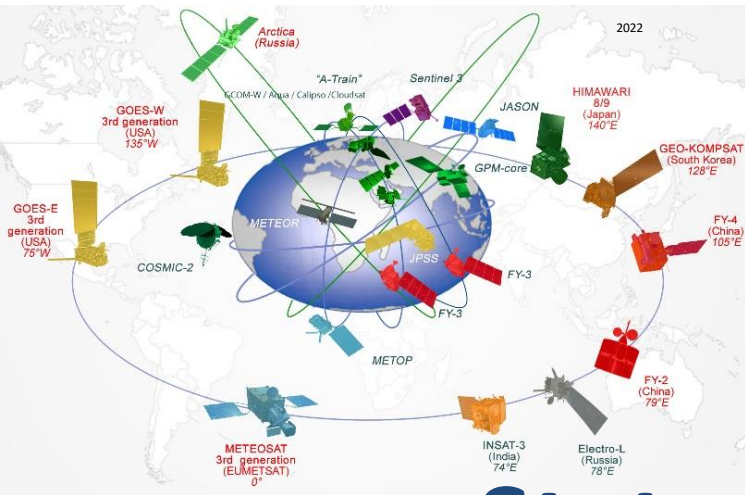 2022
Arctica
(Russia)
"A-Train"
GCOM-W / Aqua / Calipso /Cloudsat
Sentinel 3
JASON
HIMAWARI
8/9
(Japan)
140°E
GOES-W
3rd generation
(USA)
135°W
GPM-core
GEO-KOMPSAT
(South Korea)
128°E
GOES-E
3rd
generation
(USA)
75°W
METEOR
COSMIC-2
JPSS
FY-4
(China)
105°E
FY-3
FY-3
METOP
FY-2
(China)
79°E
METEOSAT
3rd generation
(EUMETSAT)
0°
INSAT-3
(India)
74°E
Electro-L
(Russia)
78°E